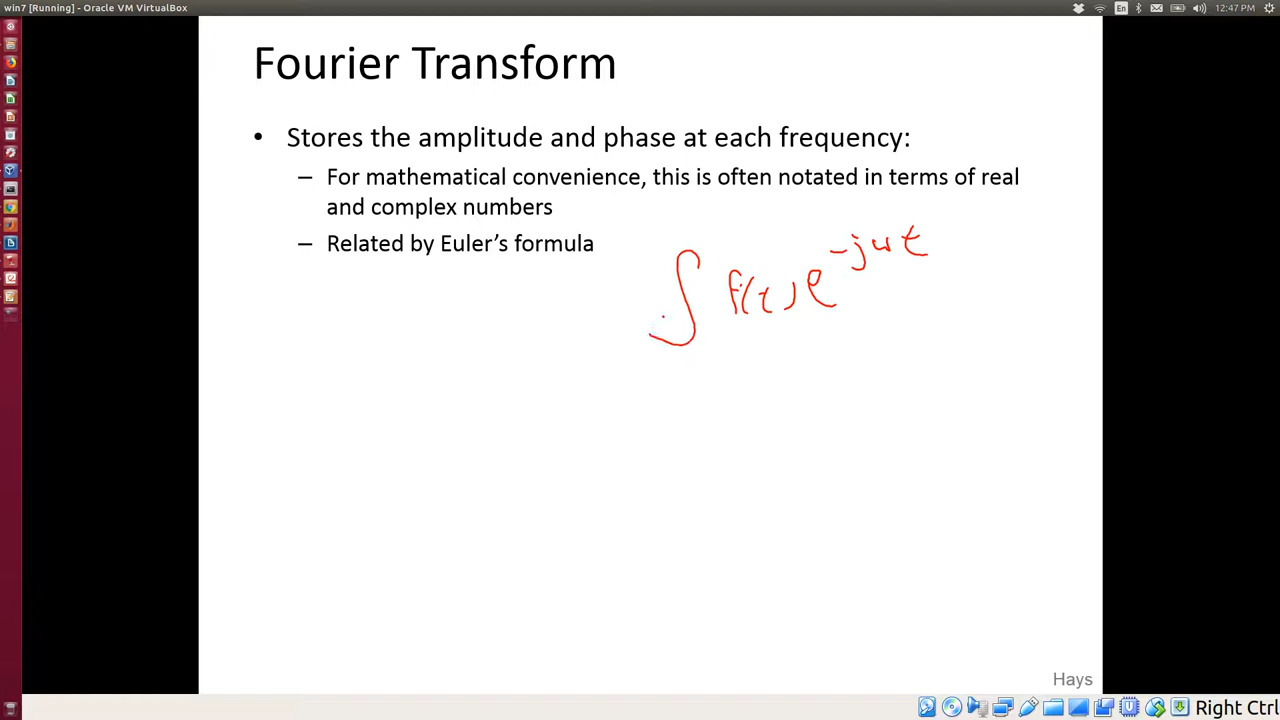 win7 [Running] - Oracle VM VirtualBox
En
12:47 PM
Fourier Transform
• Stores the amplitude and phase at each frequency:
– For mathematical convenience, this is often notated in terms of real
and complex numbers
– Related by Euler’s formula
∫ f(t) e^{-jωt}
Hays
Right Ctrl